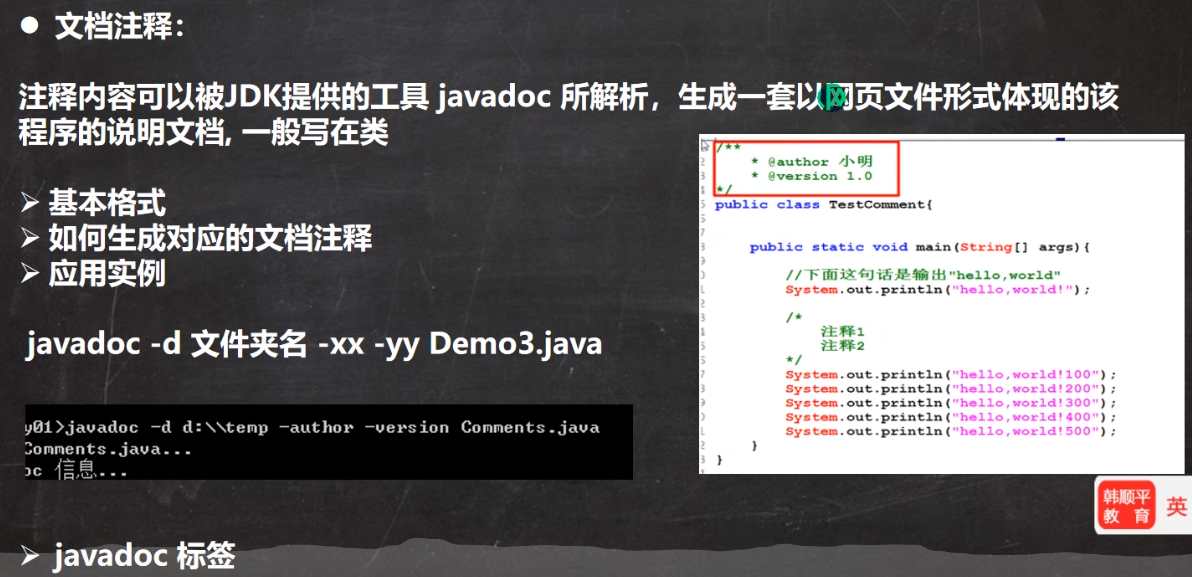 ● 文档注释：
注释内容可以被JDK提供的工具 javadoc 所解析，生成一套以网页文件形式体现的该
程序的说明文档, 一般写在类
➢ 基本格式
➢ 如何生成对应的文档注释
➢ 应用实例
javadoc -d 文件夹名 -xx -yy Demo3.java
y01>javadoc -d d:\\temp -author -version Comments.java
Comments.java...
oc 信息...
➢ javadoc 标签
/**
* @author 小明
* @version 1.0
*/
public class TestComment{
public static void main(String[] args){
//下面这句话是输出"hello,world"
System.out.println("hello,world!");
/*
注释1
注释2
*/
System.out.println("hello,world!100");
System.out.println("hello,world!200");
System.out.println("hello,world!300");
System.out.println("hello,world!400");
System.out.println("hello,world!500");
}
}
韩顺平
教 育
英